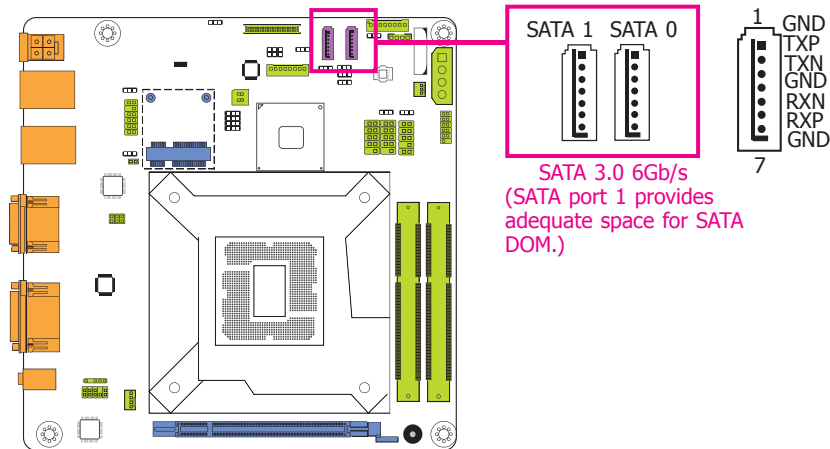 SATA 1 SATA 0
SATA 3.0 6Gb/s
(SATA port 1 provides
adequate space for SATA
DOM.)
1
GND
TXP
TXN
GND
RXN
RXP
GND
7